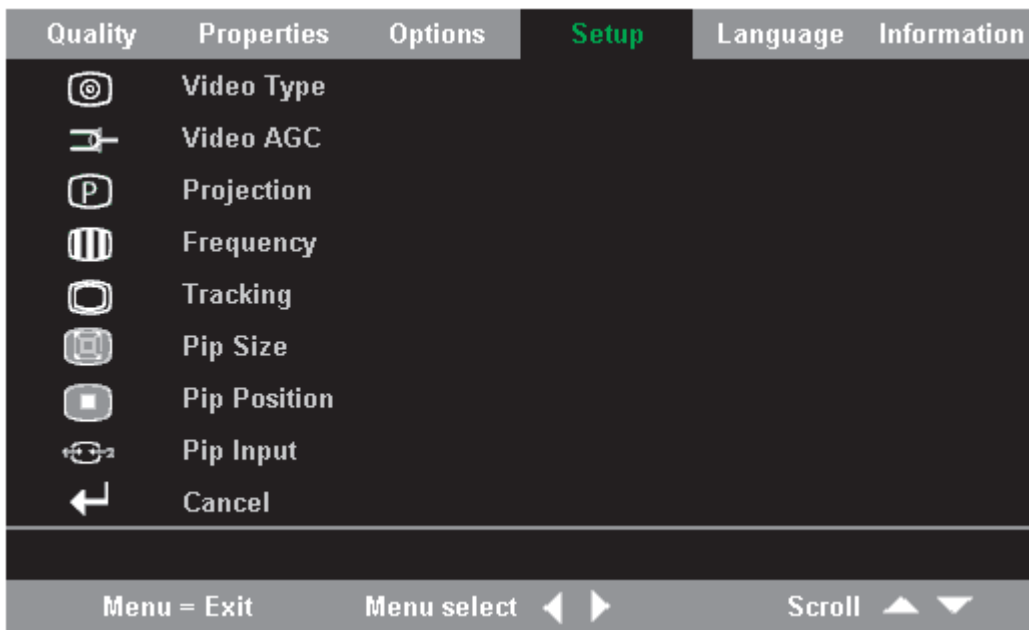 Quality Properties Options Setup Language Information
Video Type
Video AGC
P Projection
Frequency
Tracking
Pip Size
Pip Position
Pip Input
Cancel
Menu = Exit Menu select Scroll